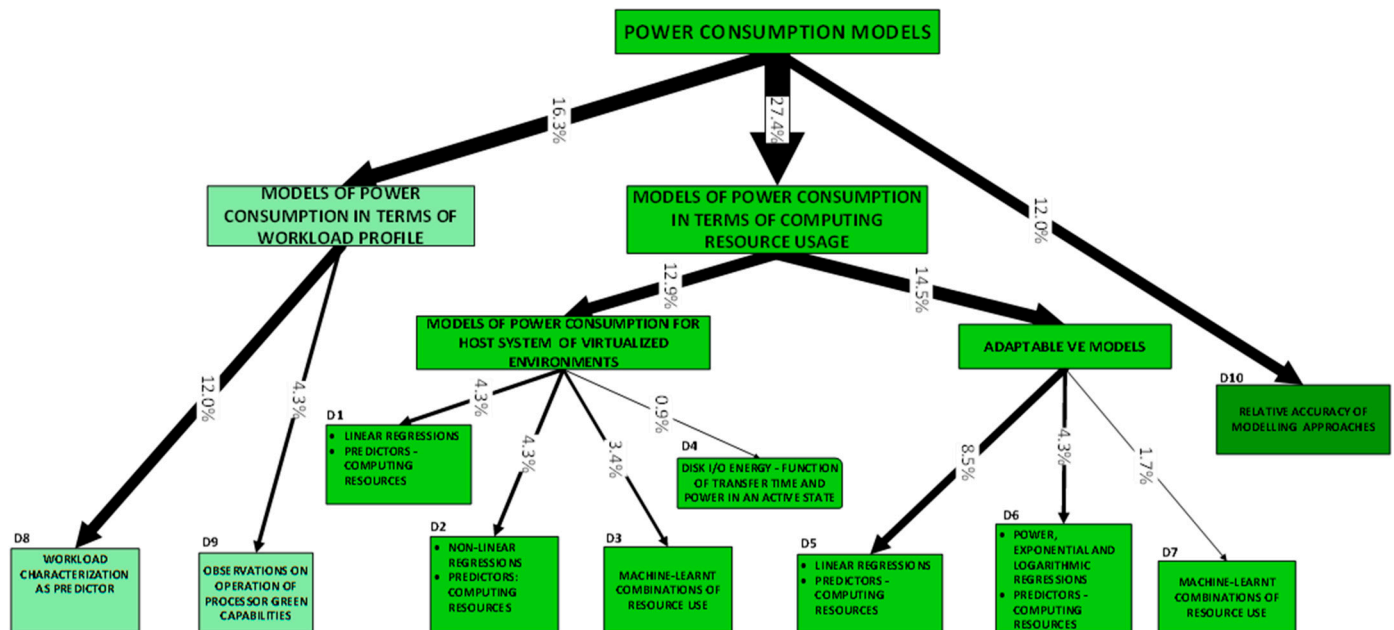 POWER CONSUMPTION MODELS
16.3%
27.4%
12.0%
MODELS OF POWER
CONSUMPTION IN TERMS OF
WORKLOAD PROFILE
MODELS OF POWER CONSUMPTION
IN TERMS OF COMPUTING
RESOURCE USAGE
12.9%
14.5%
MODELS OF POWER CONSUMPTION FOR
HOST SYSTEM OF VIRTUALIZED
ENVIRONMENTS
ADAPTABLE VE MODELS
D10
RELATIVE ACCURACY OF
MODELLING APPROACHES
12.0%
4.3%
4.3%
4.3%
3.4%
0.9%
8.5%
4.3%
1.7%
D1
• LINEAR REGRESSIONS
• PREDICTORS -
COMPUTING
RESOURCES
D4
DISK I/O ENERGY - FUNCTION
OF TRANSFER TIME AND
POWER IN AN ACTIVE STATE
D8
WORKLOAD
CHARACTERIZATION
AS PREDICTOR
D9
OBSERVATIONS ON
OPERATION OF
PROCESSOR GREEN
CAPABILITIES
D2
• NON-LINEAR
REGRESSIONS
• PREDICTORS:
COMPUTING
RESOURCES
D3
MACHINE-LEARNT
COMBINATIONS OF
RESOURCE USE
D5
• LINEAR REGRESSIONS
• PREDICTORS -
COMPUTING
RESOURCES
D6
• POWER,
EXPONENTIAL AND
LOGARITHMIC
REGRESSIONS
• PREDICTORS -
COMPUTING
RESOURCES
D7
MACHINE-LEARNT
COMBINATIONS OF
RESOURCE USE